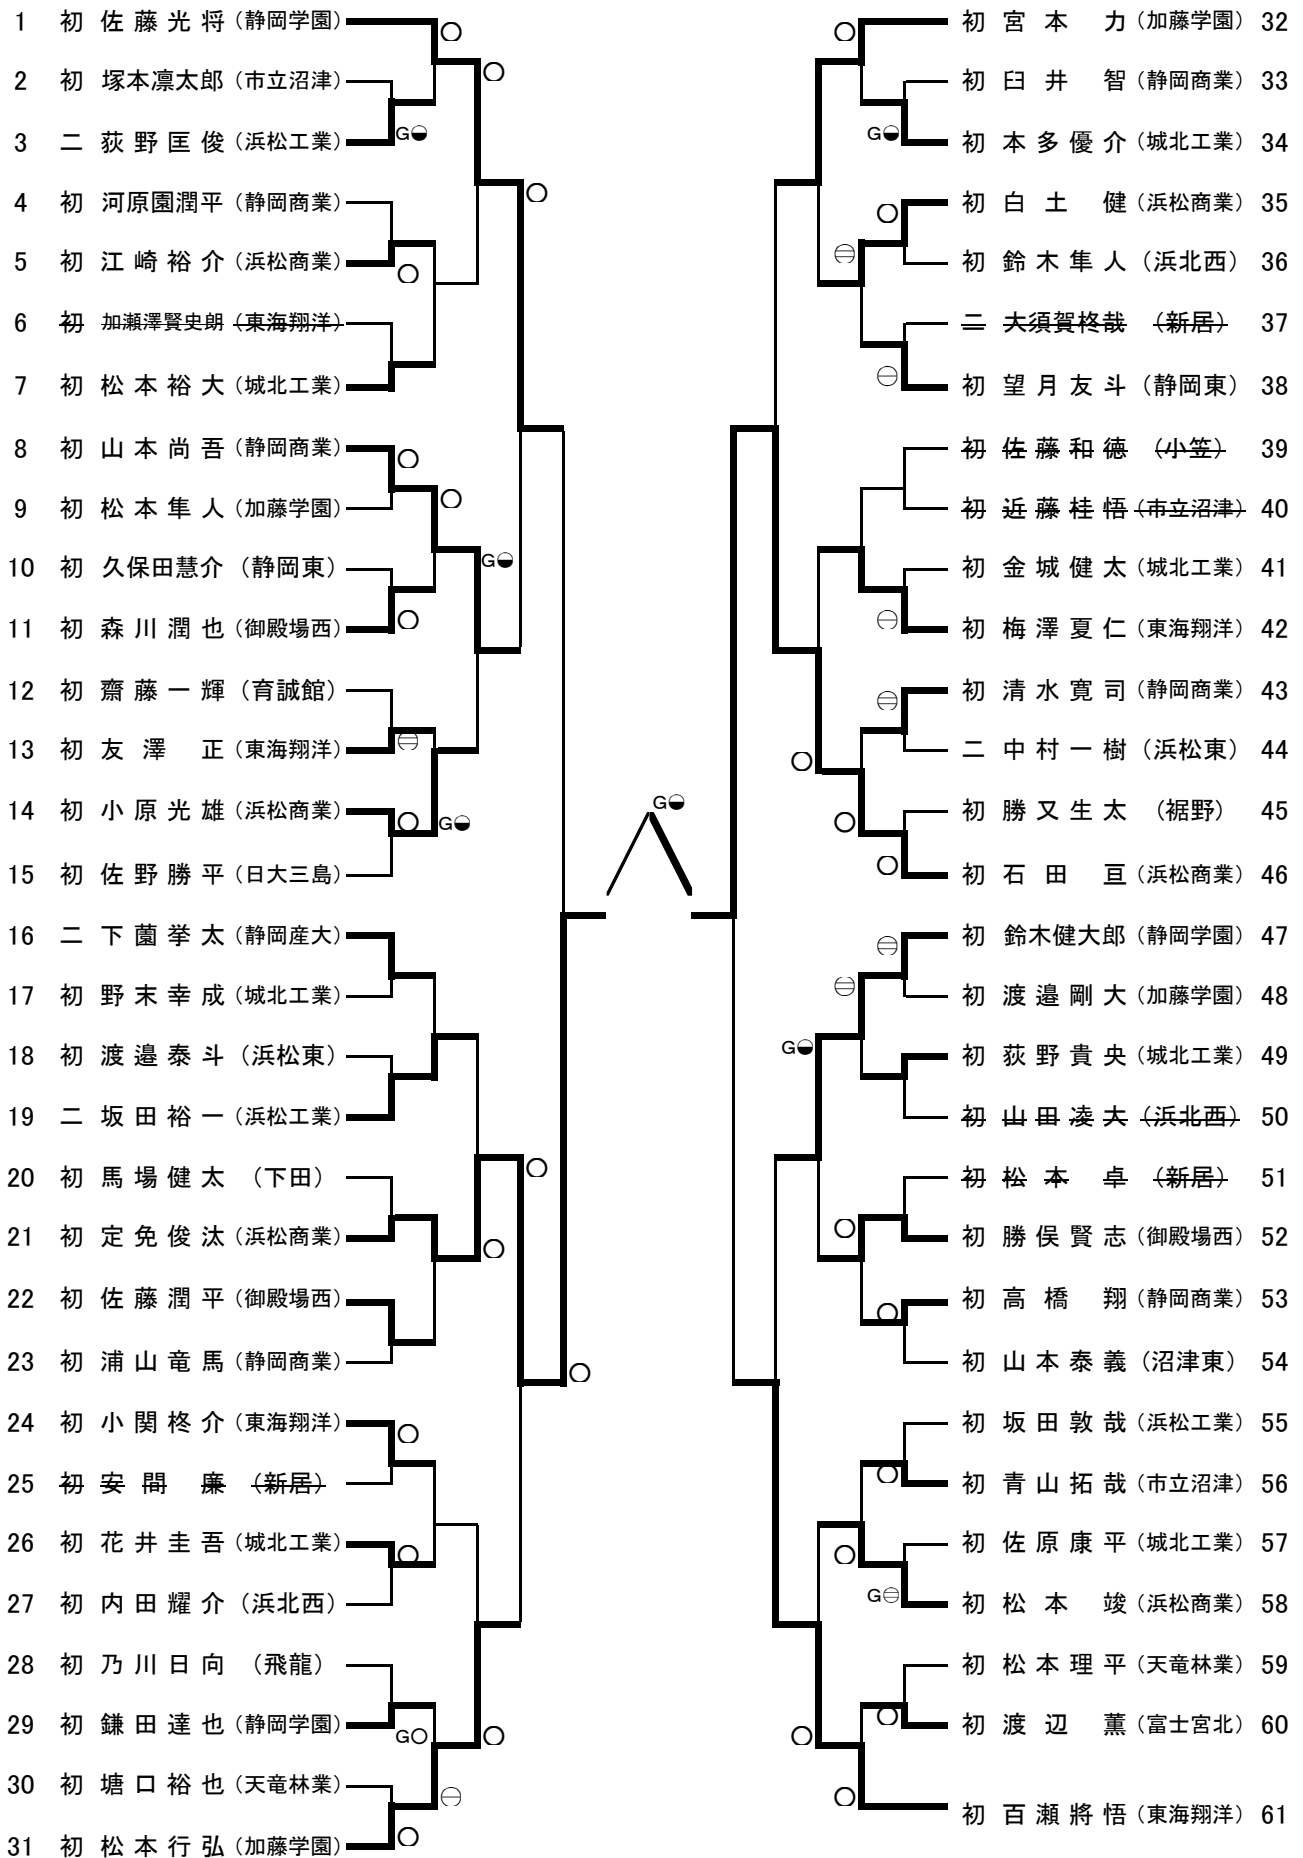 1 初 佐藤光将 (静岡学園)
2 初 塚本凛太郎 (市立沼津)
3 二 荻野匡俊 (浜松工業)
G
4 初 河原園潤平 (静岡商業)
5 初 江崎裕介 (浜松商業)
6 初 加瀬澤賢史朗 (東海翔洋)
7 初 松本裕大 (城北工業)
8 初 山本尚吾 (静岡商業)
9 初 松本隼人 (加藤学園)
G
10 初 久保田慧介 (静岡東)
11 初 森川潤也 (御殿場西)
12 初 齋藤一輝 (育誠館)
13 初 友澤正 (東海翔洋)
14 初 小原光雄 (浜松商業)
G
15 初 佐野勝平 (日大三島)
16 二 下薗挙太 (静岡産大)
17 初 野末幸成 (城北工業)
18 初 渡邉泰斗 (浜松東)
19 二 坂田裕一 (浜松工業)
20 初 馬場健太 (下田)
21 初 定免俊汰 (浜松商業)
22 初 佐藤潤平 (御殿場西)
23 初 浦山竜馬 (静岡商業)
24 初 小関柊介 (東海翔洋)
25 初 安間廉 (新居)
26 初 花井圭吾 (城北工業)
27 初 内田耀介 (浜北西)
28 初 乃川日向 (飛龍)
29 初 鎌田達也 (静岡学園)
G
30 初 塘口裕也 (天竜林業)
31 初 松本行弘 (加藤学園)
G
初 宮本力 (加藤学園) 32
初 臼井智 (静岡商業) 33
G
初 本多優介 (城北工業) 34
初 白土健 (浜松商業) 35
初 鈴木隼人 (浜北西) 36
二 大須賀柊哉 (新居) 37
初 望月友斗 (静岡東) 38
初 佐藤和徳 (小笠) 39
初 近藤桂悟 (市立沼津) 40
初 金城健太 (城北工業) 41
初 梅澤夏仁 (東海翔洋) 42
初 清水寛司 (静岡商業) 43
二 中村一樹 (浜松東) 44
初 勝又生太 (裾野) 45
初 石田亘 (浜松商業) 46
初 鈴木健大郎 (静岡学園) 47
初 渡邉剛大 (加藤学園) 48
G
初 荻野貴央 (城北工業) 49
初 山田凌大 (浜北西) 50
初 松本卓 (新居) 51
初 勝俣賢志 (御殿場西) 52
初 高橋翔 (静岡商業) 53
初 山本泰義 (沼津東) 54
初 坂田敦哉 (浜松工業) 55
初 青山拓哉 (市立沼津) 56
初 佐原康平 (城北工業) 57
G
初 松本竣 (浜松商業) 58
初 松本理平 (天竜林業) 59
初 渡辺薫 (富士宮北) 60
初 百瀬將悟 (東海翔洋) 61